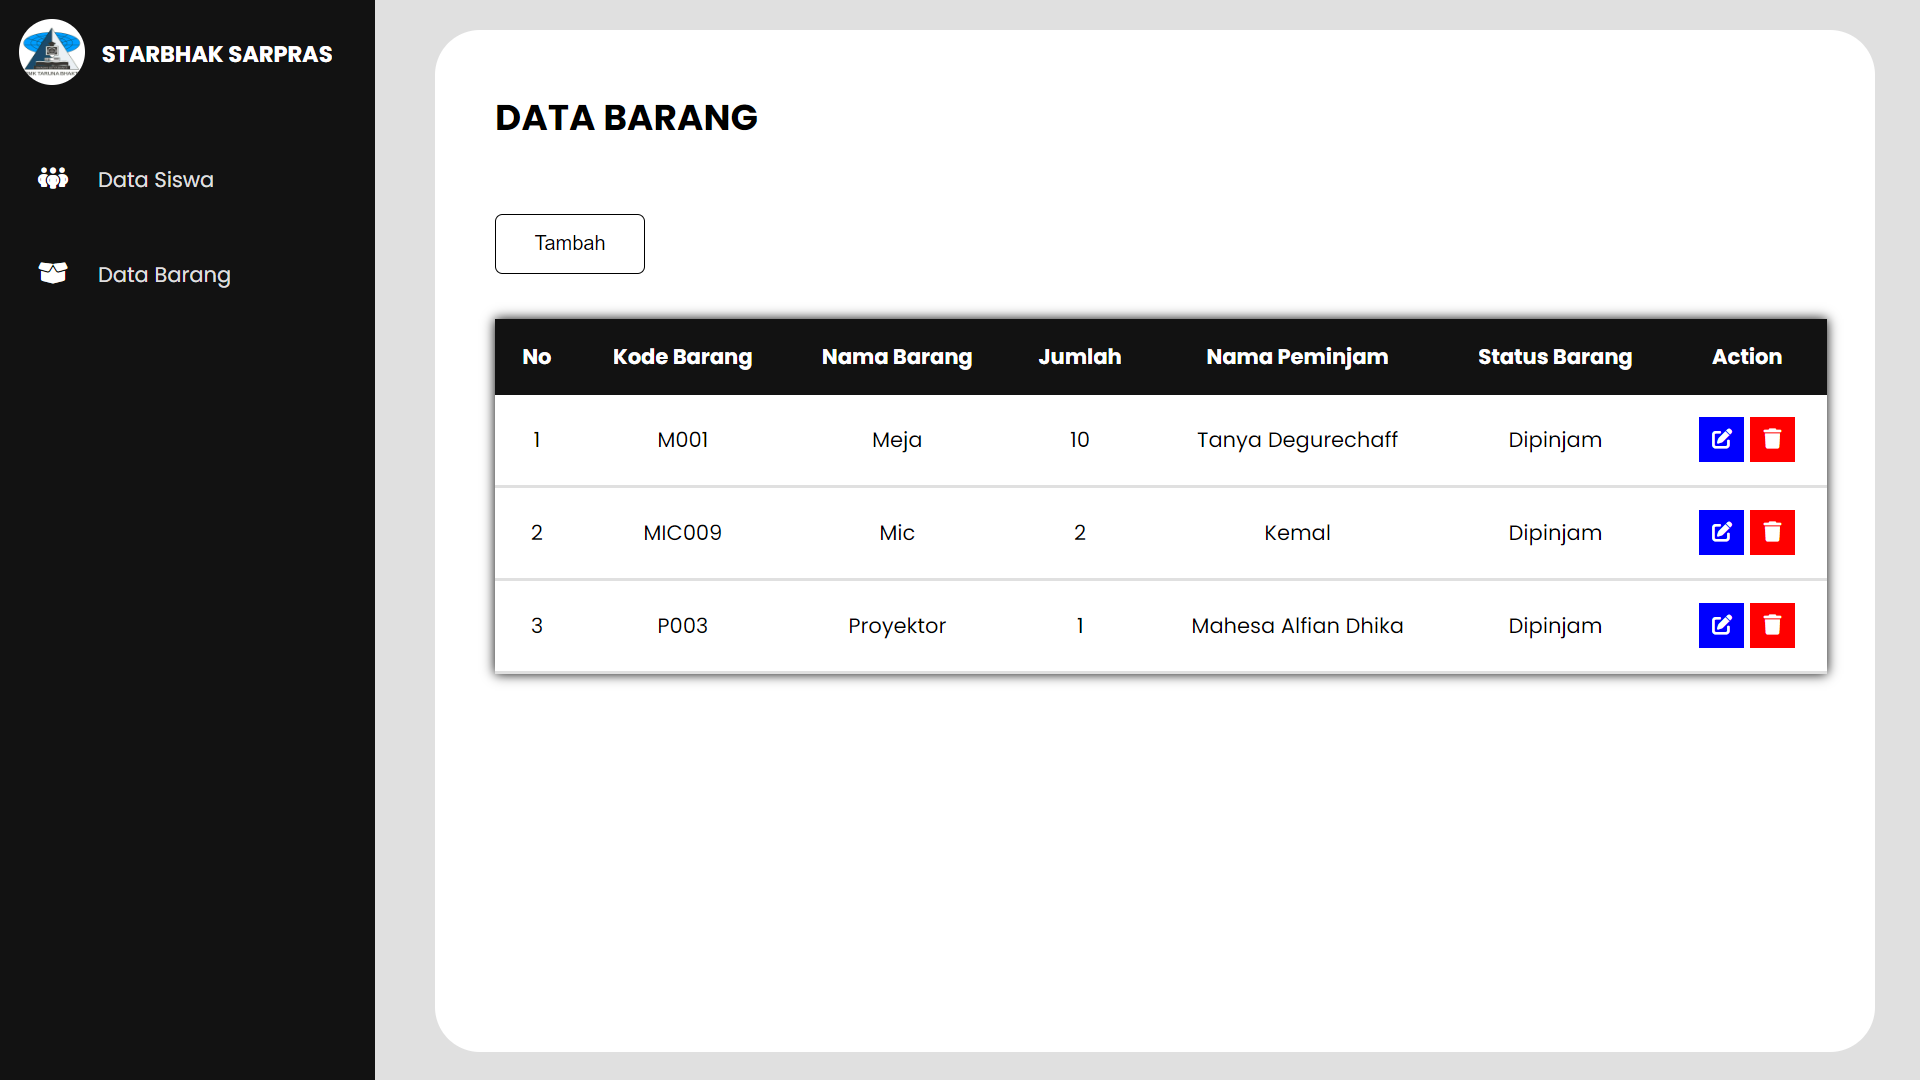 STARBHAK SARPRAS
Data Siswa
Data Barang
DATA BARANG
Tambah
No Kode Barang Nama Barang Jumlah Nama Peminjam Status Barang Action
1 M001 Meja 10 Tanya Degurechaff Dipinjam
2 MIC009 Mic 2 Kemal Dipinjam
3 P003 Proyektor 1 Mahesa Alfian Dhika Dipinjam